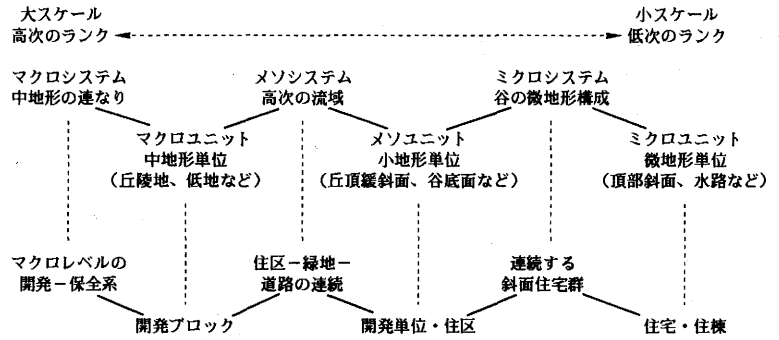 大スケール
高次のランク
小スケール
低次のランク
マクロシステム
中地形の連なり
メソシステム
高次の流域
ミクロシステム
谷の微地形構成
マクロユニット
中地形単位
（丘陵地、低地など）
メソユニット
小地形単位
（丘頂緩斜面、谷底面など）
ミクロユニット
微地形単位
（頂部斜面、水路など）
マクロレベルの
開発－保全系
住区－緑地－
道路の連続
連続する
斜面住宅群
開発ブロック
開発単位・住区
住宅・住棟